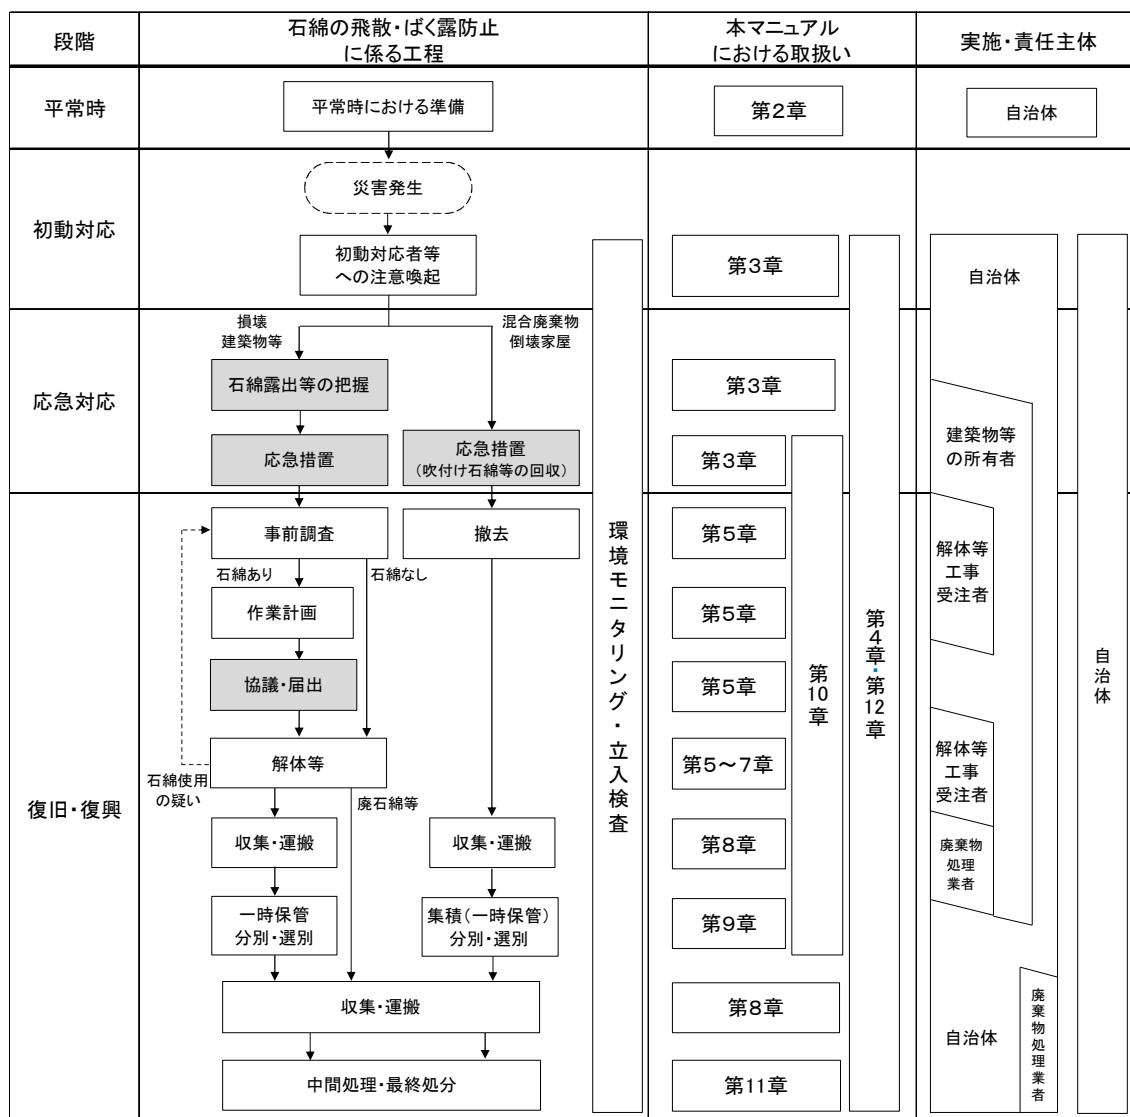 段階
石綿の飛散・ばく露防止
に係る工程
本マニュアル
における取扱い
実施・責任主体
平常時
平常時における準備
第2章
自治体
初動対応
災害発生
初動対応者等
への注意喚起
第3章
自治体
応急対応
損壊
建築物等
混合廃棄物
倒壊家屋
石綿露出等の把握
第3章
応急措置
応急措置
(吹付け石綿等の回収)
第3章
建築物等
の所有者
復旧・復興
事前調査
撤去
第5章
石綿あり
石綿なし
作業計画
第5章
解体等
工事
受注者
協議・届出
第5章
解体等
第5～7章
解体等
工事
受注者
石綿使用
の疑い
廃石綿等
収集・運搬
収集・運搬
第8章
廃棄物
処理
業者
一時保管
分別・選別
集積(一時保管)
分別・選別
第9章
収集・運搬
第8章
自治体
廃棄物処理業者
中間処理・最終処分
第11章
環境モニタリング・立入検査
第10章
第4章・第12章
自治体